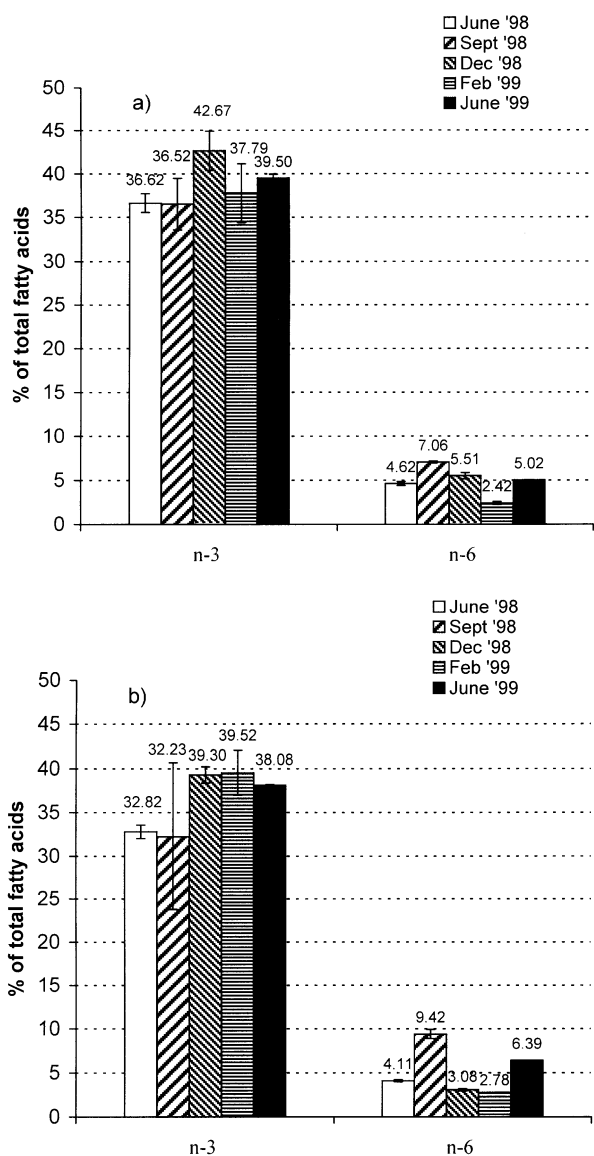 June '98
Sept '98
Dec '98
Feb '99
June '99
a)
% of total fatty acids
50
45
40
35
30
25
20
15
10
5
0
36.62
36.52
42.67
37.79
39.50
4.62
7.06
5.51
2.42
5.02
n-3
n-6
June '98
Sept '98
Dec '98
Feb '99
June '99
b)
% of total fatty acids
50
45
40
35
30
25
20
15
10
5
0
32.82
32.23
39.30
39.52
38.08
4.11
9.42
3.08
2.78
6.39
n-3
n-6